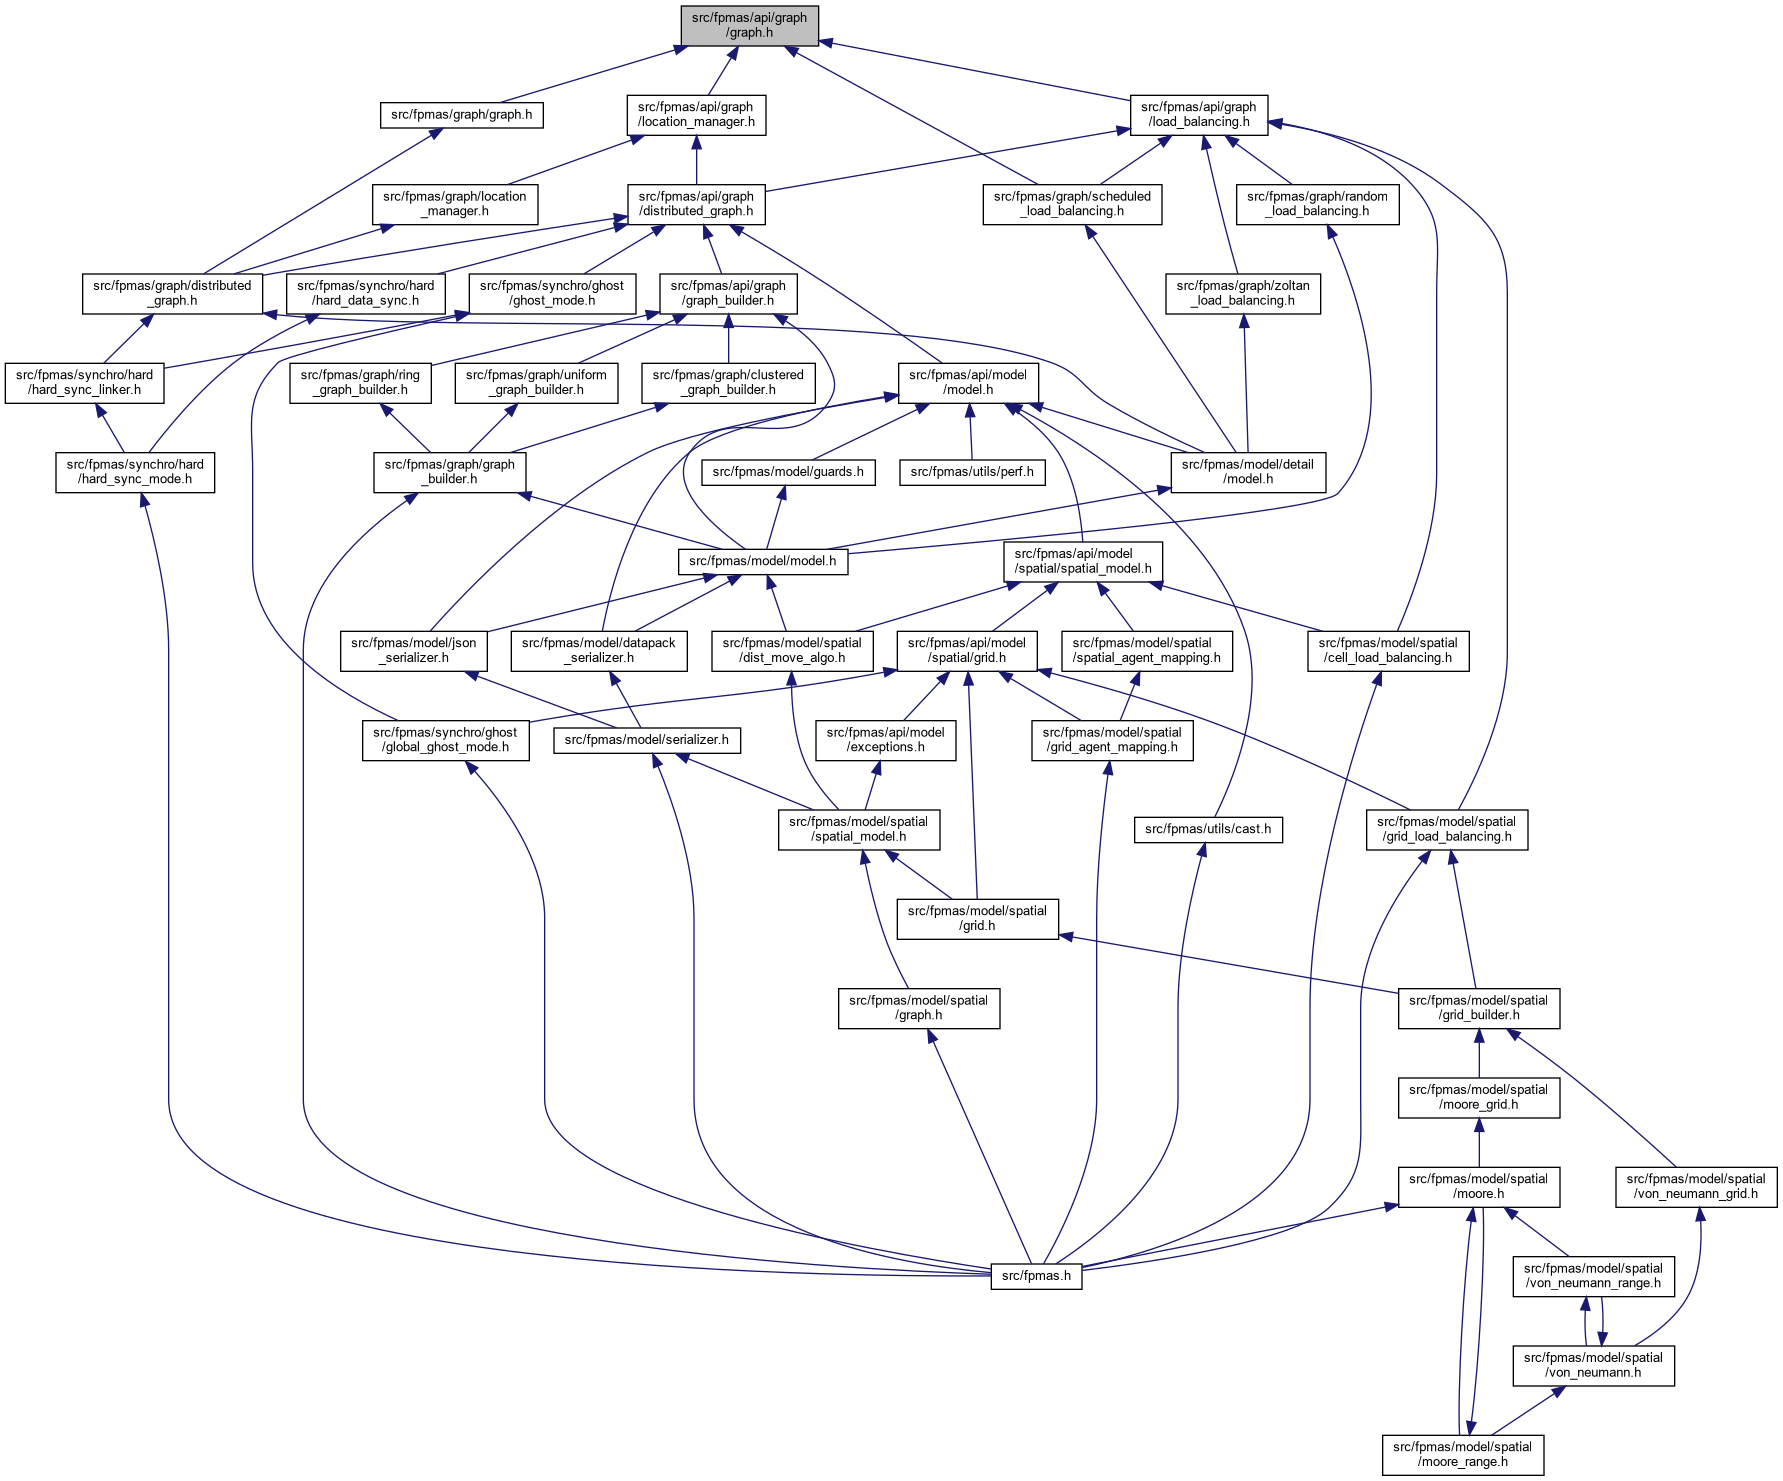 src/fpmas/api/graph
/graph.h
src/fpmas/graph/graph.h
src/fpmas/api/graph
/location_manager.h
src/fpmas/api/graph
/load_balancing.h
src/fpmas/graph/location
_manager.h
src/fpmas/api/graph
/distributed_graph.h
src/fpmas/graph/scheduled
_load_balancing.h
src/fpmas/graph/random
_load_balancing.h
src/fpmas/graph/distributed
_graph.h
src/fpmas/synchro/hard
/hard_data_sync.h
src/fpmas/synchro/ghost
/ghost_mode.h
src/fpmas/api/graph
/graph_builder.h
src/fpmas/graph/zoltan
_load_balancing.h
src/fpmas/synchro/hard
/hard_sync_linker.h
src/fpmas/graph/ring
_graph_builder.h
src/fpmas/graph/uniform
_graph_builder.h
src/fpmas/graph/clustered
_graph_builder.h
src/fpmas/api/model
/model.h
src/fpmas/synchro/hard
/hard_sync_mode.h
src/fpmas/graph/graph
_builder.h
src/fpmas/model/guards.h
src/fpmas/utils/perf.h
src/fpmas/model/detail
/model.h
src/fpmas/model/model.h
src/fpmas/api/model
/spatial/spatial_model.h
src/fpmas/model/json
_serializer.h
src/fpmas/model/datapack
_serializer.h
src/fpmas/model/spatial
/dist_move_algo.h
src/fpmas/api/model
/spatial/grid.h
src/fpmas/model/spatial
/spatial_agent_mapping.h
src/fpmas/model/spatial
/cell_load_balancing.h
src/fpmas/synchro/ghost
/global_ghost_mode.h
src/fpmas/model/serializer.h
src/fpmas/api/model
/exceptions.h
src/fpmas/model/spatial
/grid_agent_mapping.h
src/fpmas/model/spatial
/spatial_model.h
src/fpmas/utils/cast.h
src/fpmas/model/spatial
/grid_load_balancing.h
src/fpmas/model/spatial
/grid.h
src/fpmas/model/spatial
/graph.h
src/fpmas/model/spatial
/grid_builder.h
src/fpmas/model/spatial
/moore_grid.h
src/fpmas/model/spatial
/moore.h
src/fpmas/model/spatial
/von_neumann_grid.h
src/fpmas.h
src/fpmas/model/spatial
/von_neumann_range.h
src/fpmas/model/spatial
/von_neumann.h
src/fpmas/model/spatial
/moore_range.h